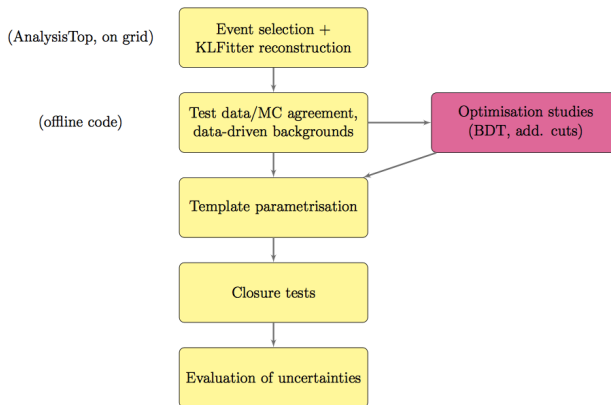 (AnalysisTop, on grid)
Event selection +
KLFitter reconstruction
(offline code)
Test data/MC agreement,
data-driven backgrounds
Optimisation studies
(BDT, add. cuts)
Template parametrisation
Closure tests
Evaluation of uncertainties